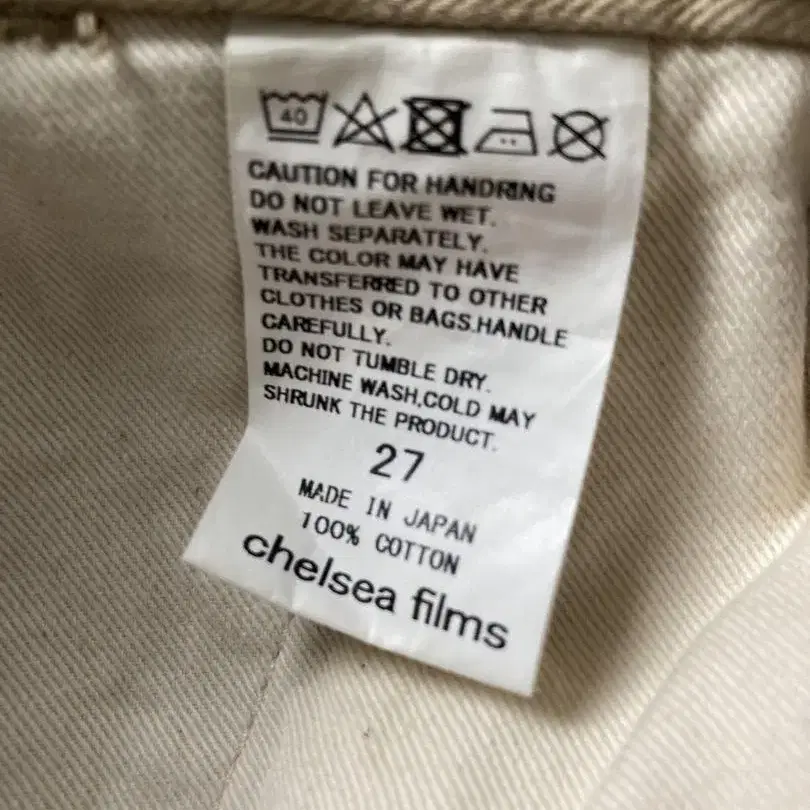 40
CAUTION FOR HANDRING
DO NOT LEAVE WET.
WASH SEPARATELY.
THE COLOR MAY HAVE
TRANSFERRED TO OTHER
CLOTHES OR BAGS.HANDLE
CAREFULLY.
DO NOT TUMBLE DRY.
MACHINE WASH,COLD MAY
SHRUNK THE PRODUCT.
27
MADE IN JAPAN
100% COTTON
chelsea films